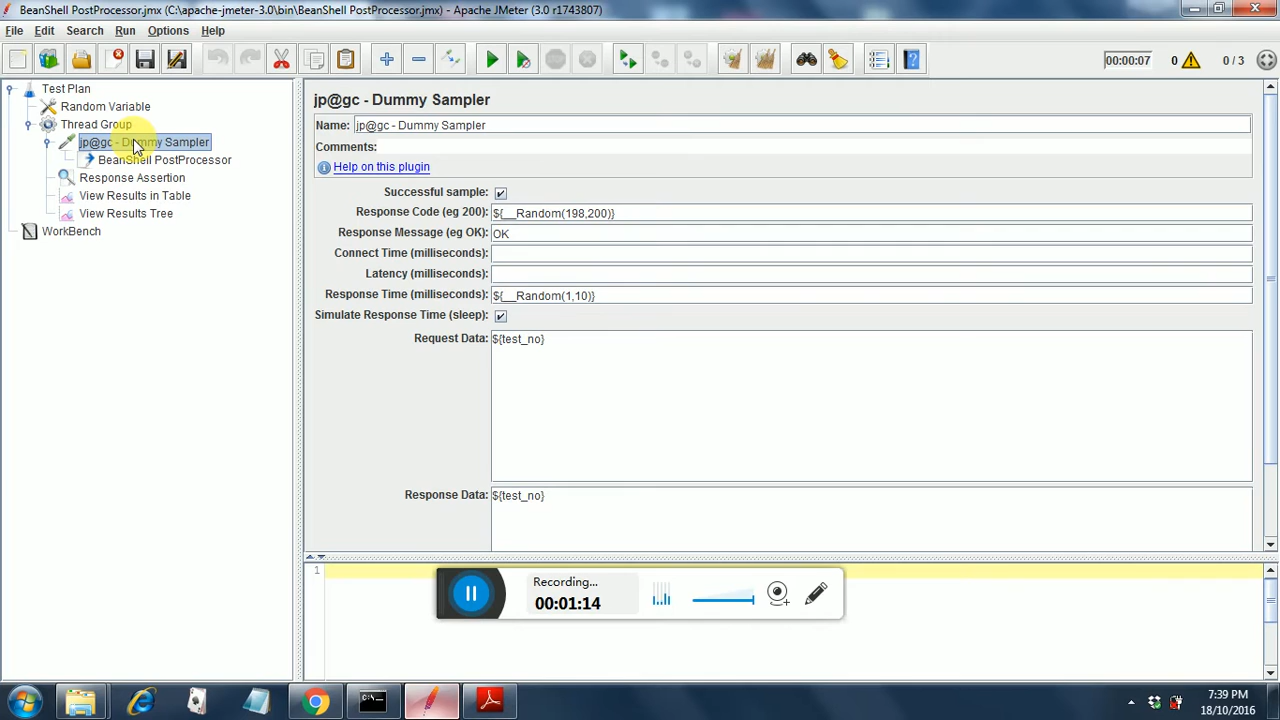 BeanShell PostProcessor.jmx (C:\apache-jmeter-3.0\bin\BeanShell PostProcessor.jmx) - Apache JMeter (3.0 r1743807)
File Edit Search Run Options Help
00:00:07 0 0 / 3
Test Plan
Random Variable
Thread Group
jp@gc - Dummy Sampler
BeanShell PostProcessor
Response Assertion
View Results in Table
View Results Tree
WorkBench
jp@gc - Dummy Sampler
Name: jp@gc - Dummy Sampler
Comments:
Help on this plugin
Successful sample:
Response Code (eg 200): ${__Random(198,200)}
Response Message (eg OK): OK
Connect Time (milliseconds):
Latency (milliseconds):
Response Time (milliseconds): ${__Random(1,10)}
Simulate Response Time (sleep):
Request Data: ${test_no}
Response Data: ${test_no}
1
Recording...
00:01:14
7:39 PM
18/10/2016